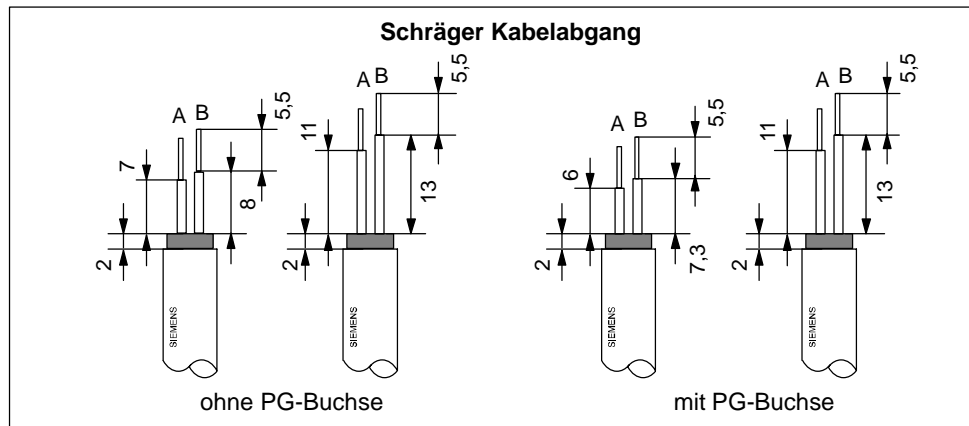 Schräger Kabelabgang
A B 5,5 7 8 2 SIEMENS
A B 5,5 11 13 2 SIEMENS
ohne PG-Buchse
A B 5,5 6 7,3 2 SIEMENS
A B 5,5 11 13 2 SIEMENS
mit PG-Buchse